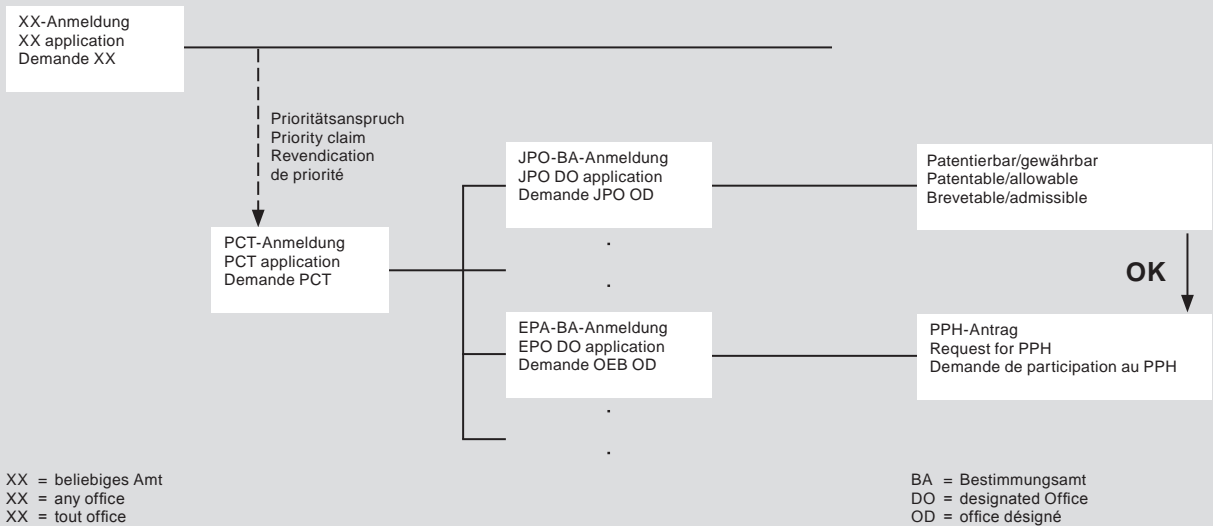 XX-Anmeldung
XX application
Demande XX
Prioritätsanspruch
Priority claim
Revendication
de priorité
JPO-BA-Anmeldung
JPO DO application
Demande JPO OD
Patentierbar/gewährbar
Patentable/allowable
Brevetable/admissible
PCT-Anmeldung
PCT application
Demande PCT
OK
EPA-BA-Anmeldung
EPO DO application
Demande OEB OD
PPH-Antrag
Request for PPH
Demande de participation au PPH
XX = beliebiges Amt
XX = any office
XX = tout office
BA = Bestimmungsamt
DO = designated Office
OD = office désigné